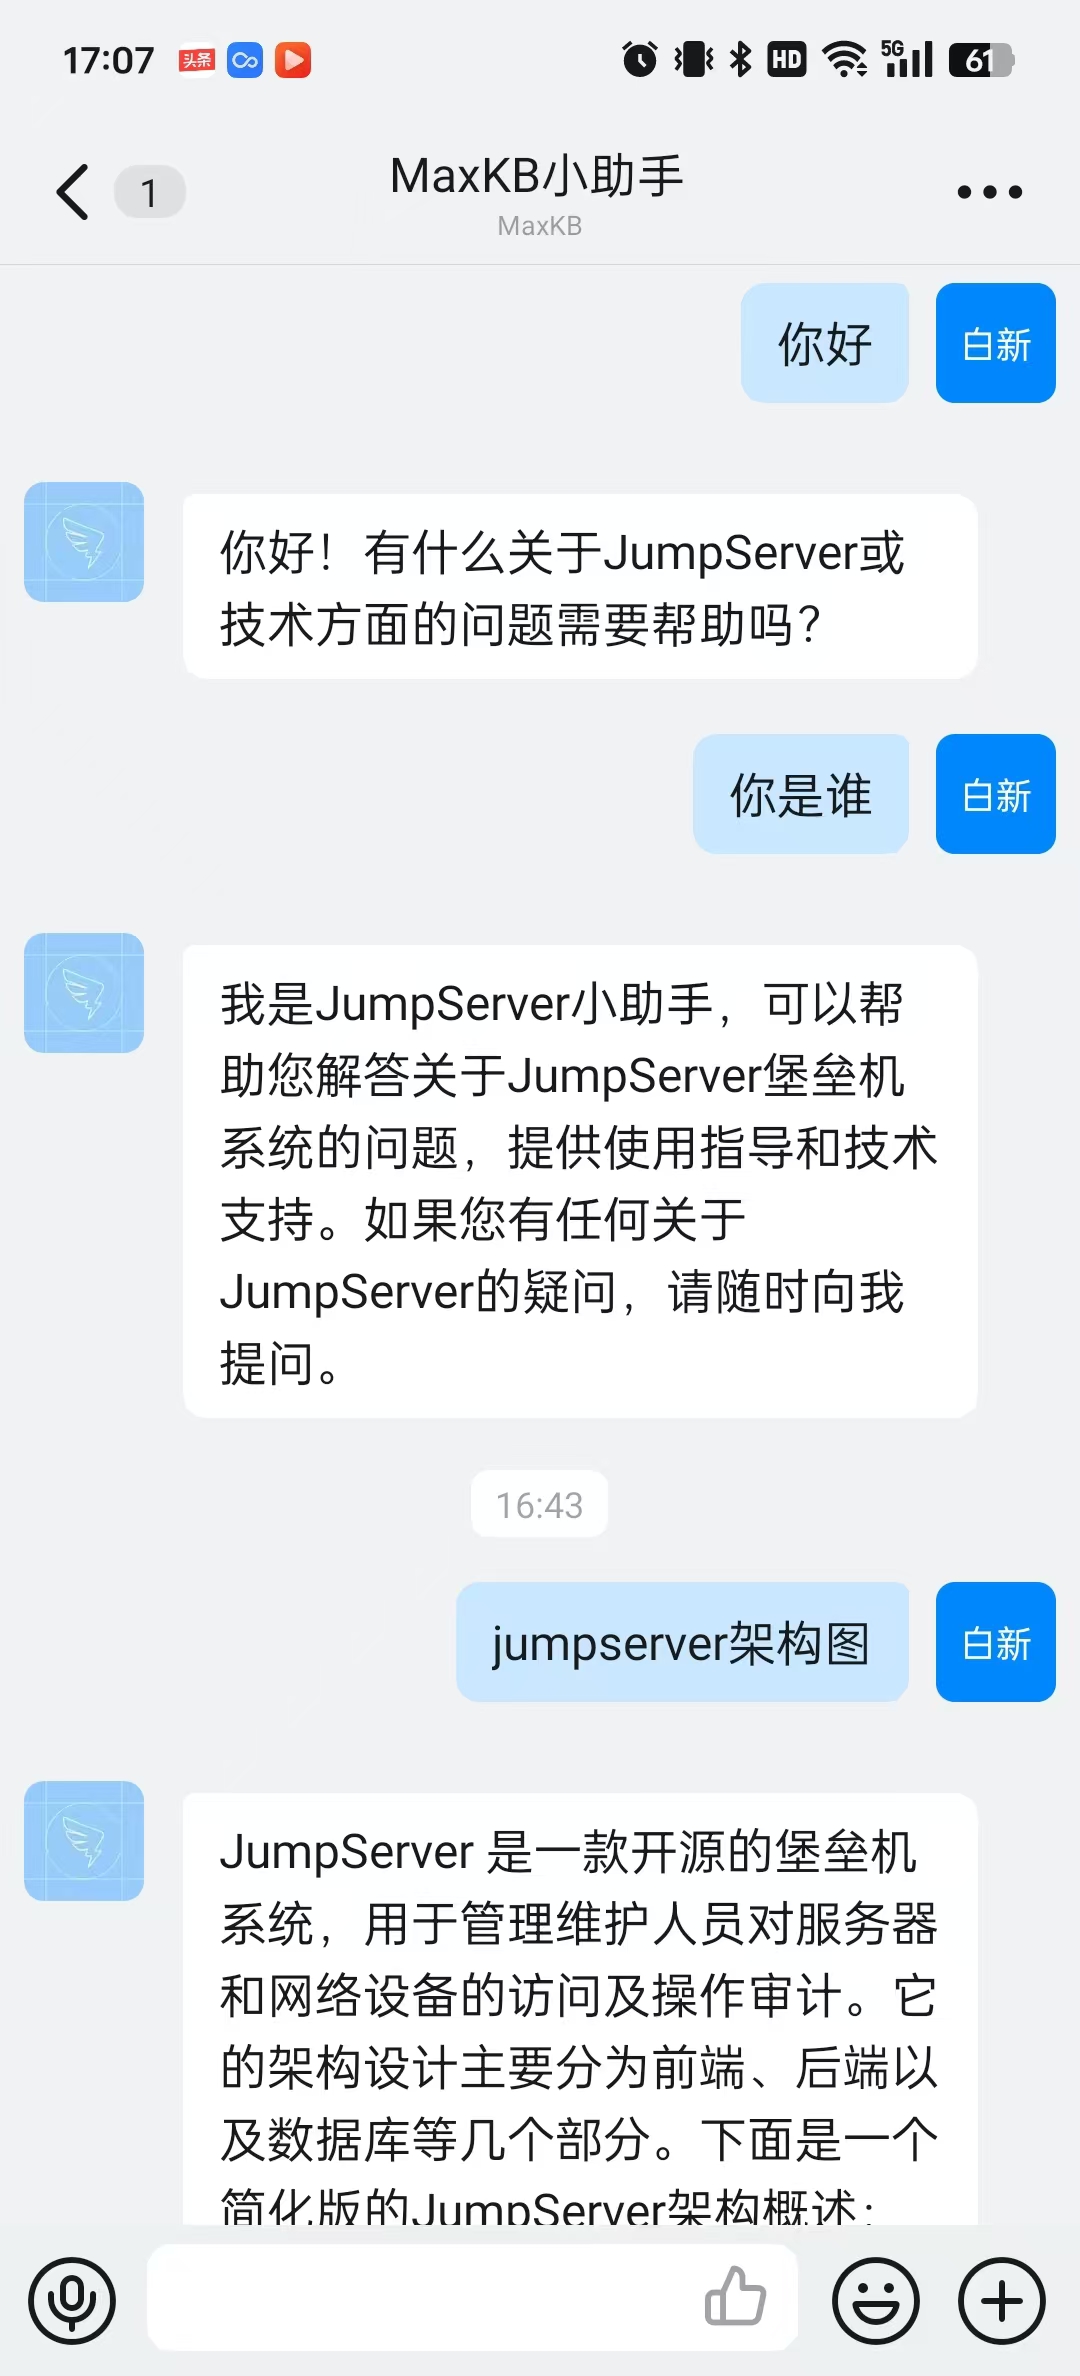 17:07 头条 HD 5G 61
1 MaxKB小助手
MaxKB
你好 白新
你好！有什么关于JumpServer或
技术方面的问题需要帮助吗？
你是谁 白新
我是JumpServer小助手，可以帮
助您解答关于JumpServer堡垒机
系统的问题，提供使用指导和技术
支持。如果您有任何关于
JumpServer的疑问，请随时向我
提问。
16:43
jumpserver架构图 白新
JumpServer 是一款开源的堡垒机
系统，用于管理维护人员对服务器
和网络设备的访问及操作审计。它
的架构设计主要分为前端、后端以
及数据库等几个部分。下面是一个
简化版的JumpServer架构概述：